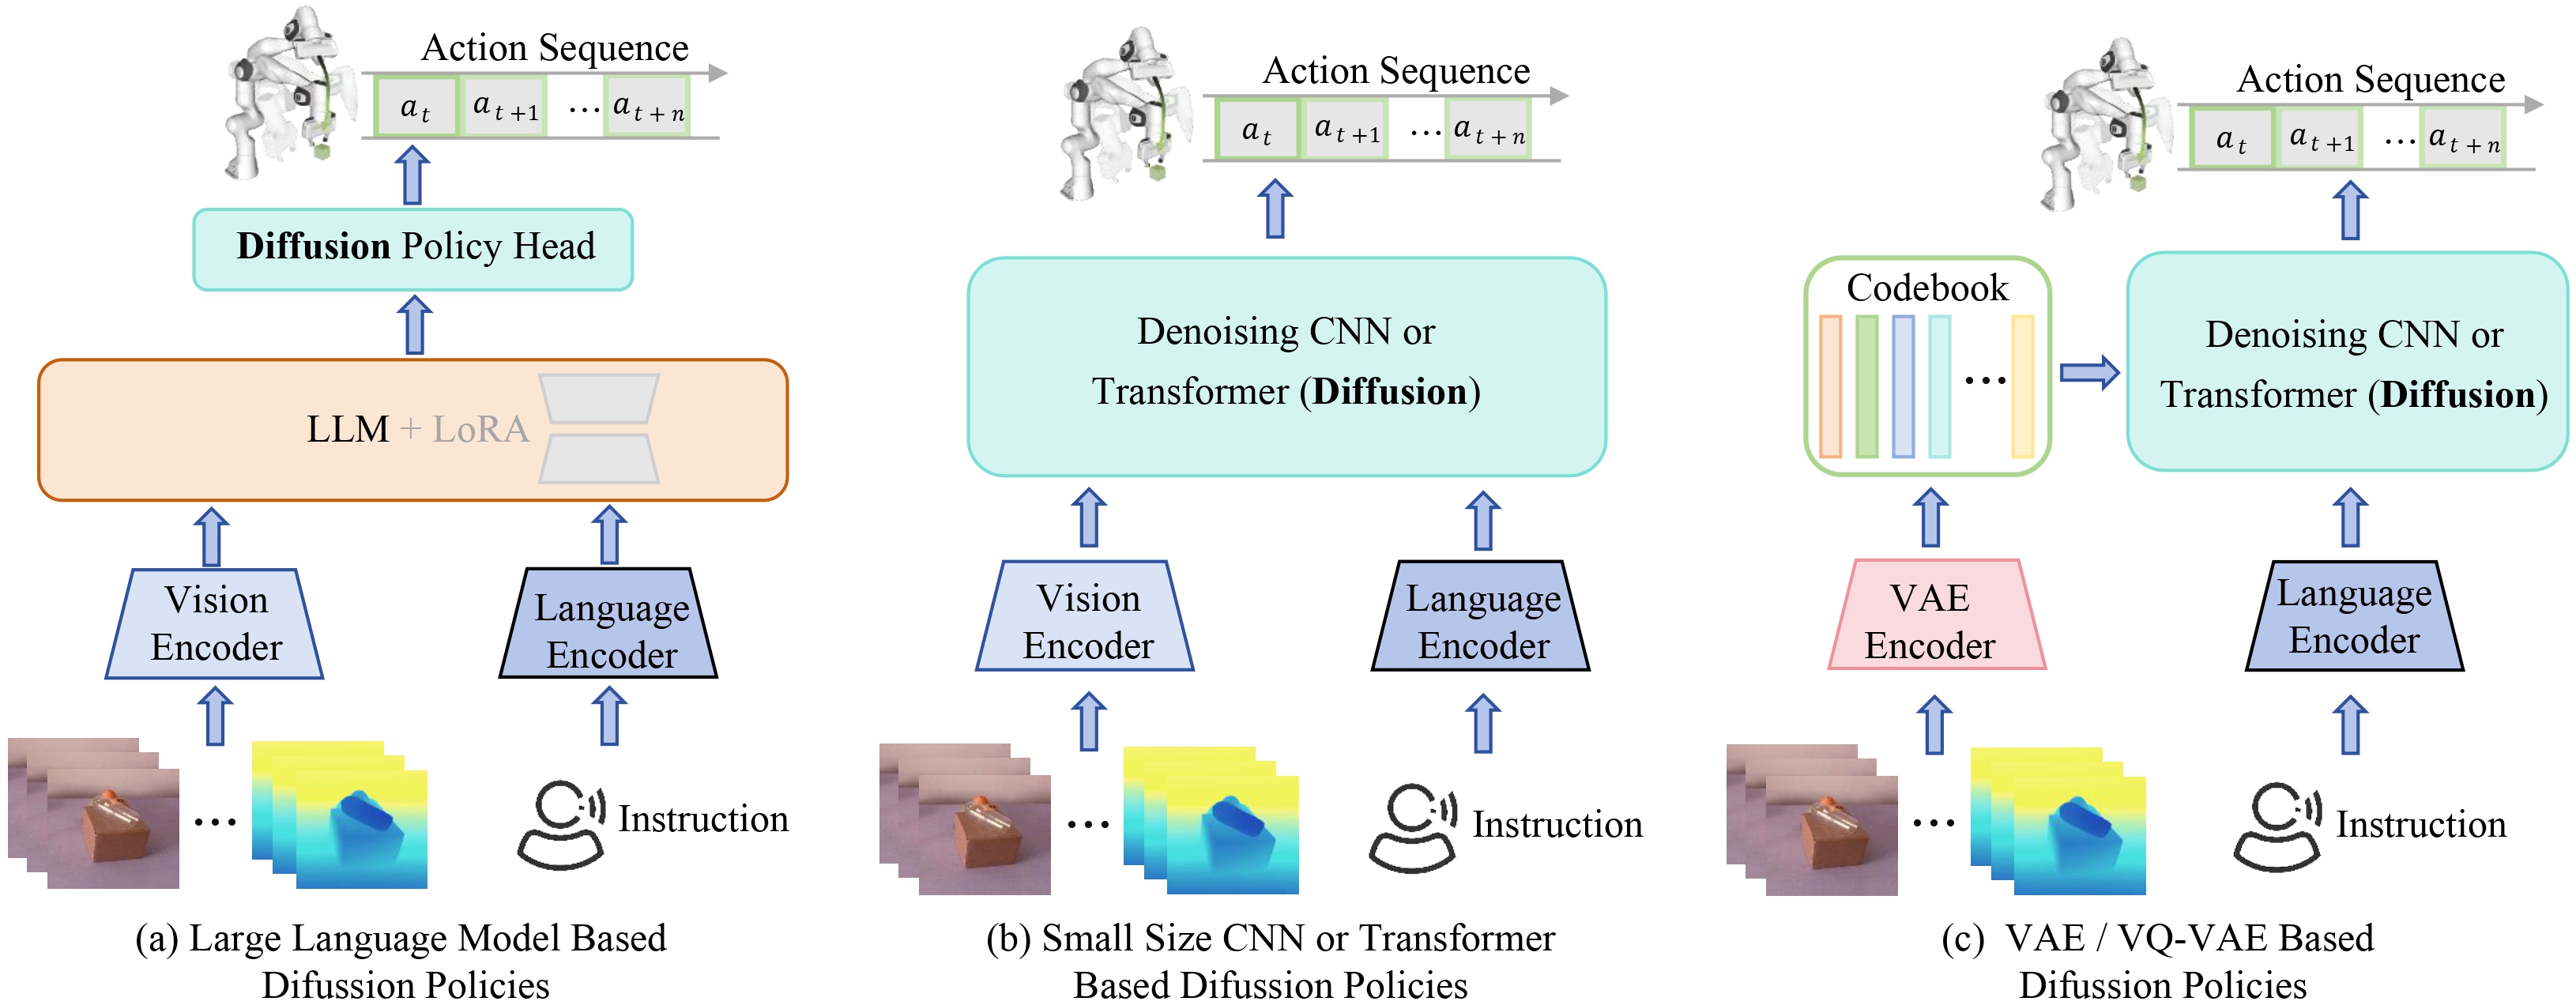 Action Sequence
a_t a_{t+1} ... a_{t+n}
Diffusion Policy Head
LLM + LoRA
Vision
Encoder
Language
Encoder
...
Instruction
(a) Large Language Model Based
Difussion Policies
Action Sequence
a_t a_{t+1} ... a_{t+n}
Denoising CNN or
Transformer (Diffusion)
Vision
Encoder
Language
Encoder
...
Instruction
(b) Small Size CNN or Transformer
Based Difussion Policies
Action Sequence
a_t a_{t+1} ... a_{t+n}
Codebook
...
Denoising CNN or
Transformer (Diffusion)
VAE
Encoder
Language
Encoder
...
Instruction
(c) VAE / VQ-VAE Based
Difussion Policies